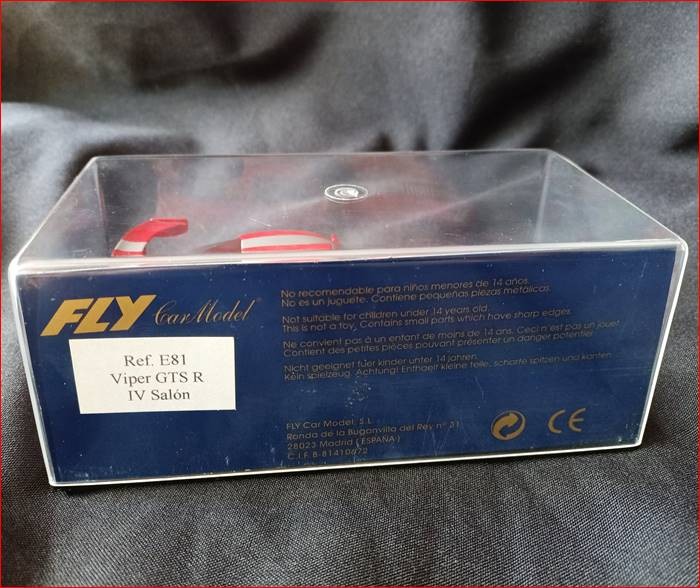 FLY Car Model
Ref. E81
Viper GTS R
IV Salón
No recomendable para niños menores de 14 años.
No es un juguete. Contiene pequeñas piezas metálicas.
Not suitable for children under 14 years old.
This is not a toy. Contains small parts which have sharp edges.
Ne convient pas à un enfant de moins de 14 ans. Ceci n'est pas un jouet.
Contient des petites pièces pouvant présenter un danger potentiel.
Nicht geeignet fuer kinder unter 14 jahren.
Kein spielzeug. Achtung! Enthaelt kleine teile, scharfe spitzen und kanten.
FLY Car Model, S.L.
Ronda de la Buganvilla del Rey nº 31
28023 Madrid ( ESPAÑA )
C.I.F. B-81410672
CE